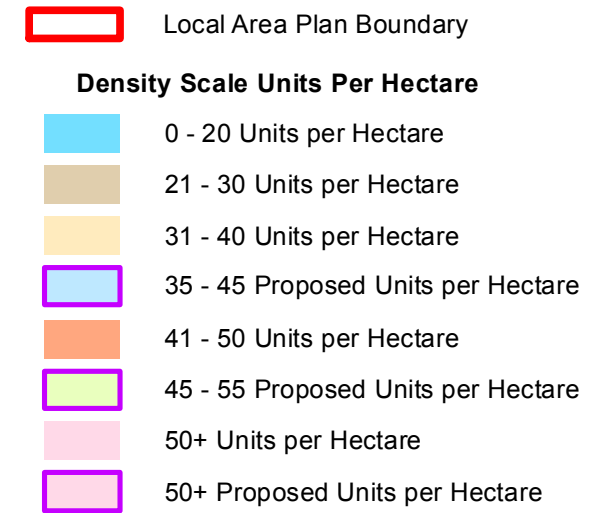 Local Area Plan Boundary
Density Scale Units Per Hectare
0 - 20 Units per Hectare
21 - 30 Units per Hectare
31 - 40 Units per Hectare
35 - 45 Proposed Units per Hectare
41 - 50 Units per Hectare
45 - 55 Proposed Units per Hectare
50+ Units per Hectare
50+ Proposed Units per Hectare